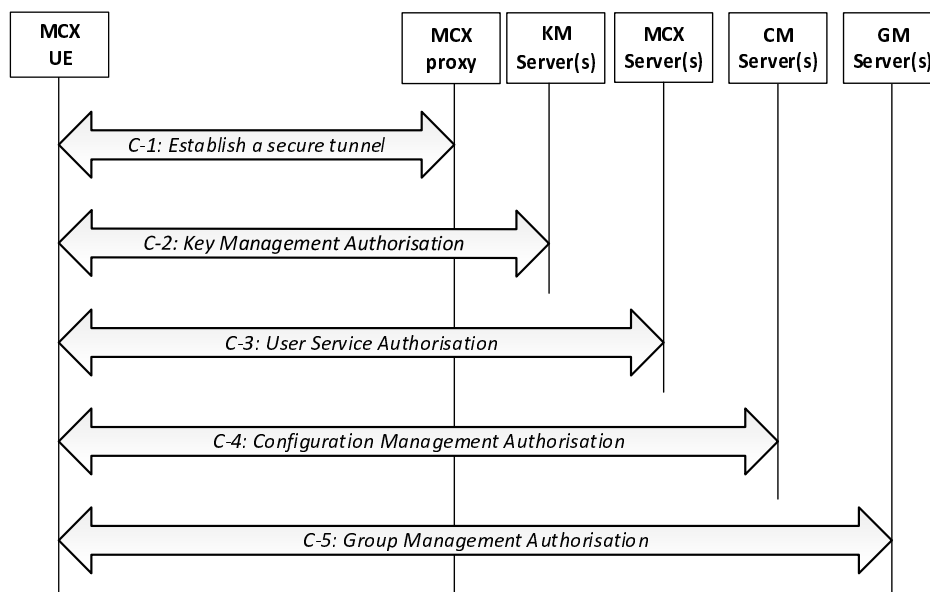 MCX
UE
MCX
proxy
KM
Server(s)
MCX
Server(s)
CM
Server(s)
GM
Server(s)
C-1: Establish a secure tunnel
C-2: Key Management Authorisation
C-3: User Service Authorisation
C-4: Configuration Management Authorisation
C-5: Group Management Authorisation